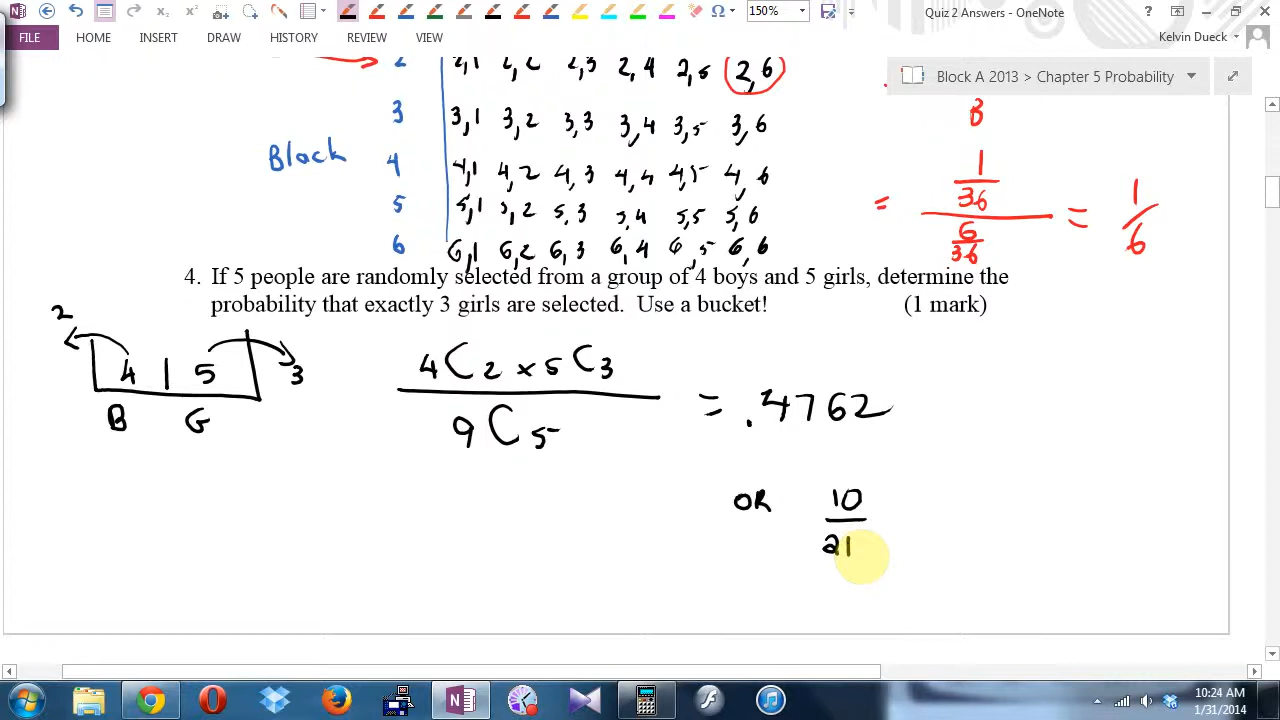 150%
Quiz 2 Answers - OneNote
FILE HOME INSERT DRAW HISTORY REVIEW VIEW
Kelvin Dueck
Block A 2013 > Chapter 5 Probability
2 2,1 2,2 2,3 2,4 2,5 2,6
3 3,1 3,2 3,3 3,4 3,5 3,6
B
Black 4 4,1 4,2 4,3 4,4 4,5 4,6
5 5,1 5,2 5,3 5,4 5,5 5,6
6 6,1 6,2 6,3 6,4 6,5 6,6
= 1/36
6/36
= 1/6
4. If 5 people are randomly selected from a group of 4 boys and 5 girls, determine the
probability that exactly 3 girls are selected. Use a bucket! (1 mark)
2
4 | 5 3
B G
4C2 x 5C3
9C5
= .4762
OR 10
21
10:24 AM
1/31/2014